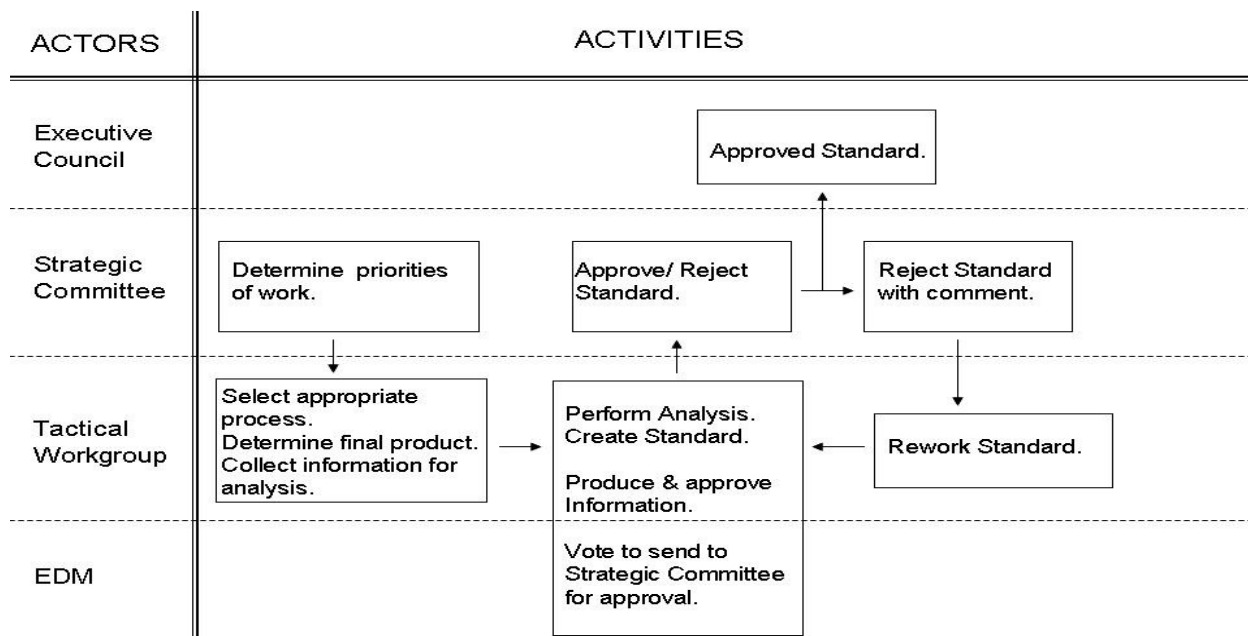 ACTORS
ACTIVITIES
Executive
Council
Approved Standard.
Strategic
Committee
Determine priorities
of work.
Approve/ Reject
Standard.
Reject Standard
with comment.
Tactical
Workgroup
Select appropriate
process.
Determine final product.
Collect information for
analysis.
Perform Analysis.
Create Standard.
Produce & approve
Information.
Rework Standard.
EDM
Vote to send to
Strategic Committee
for approval.